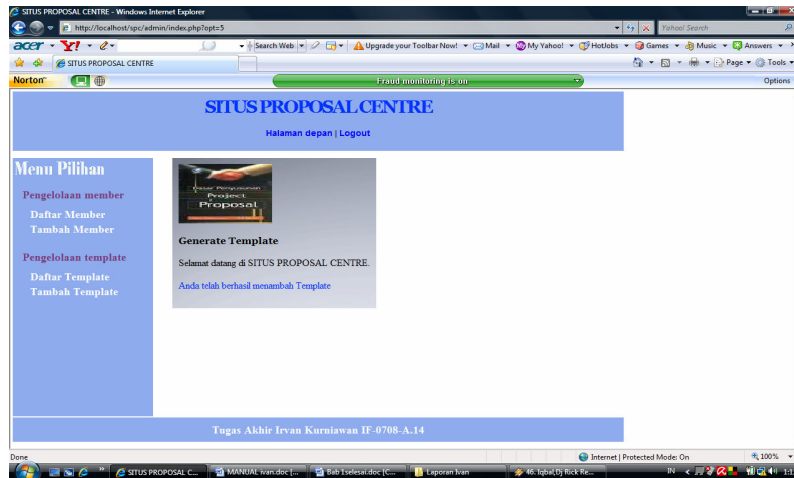 SITUS PROPOSAL CENTRE - Windows Internet Explorer
http://localhost/spc/admin/index.php?opt=5
Yahoo! Search
acer Y! Search Web Upgrade your Toolbar Now! Mail My Yahoo! HotJobs Games Music Answers
SITUS PROPOSAL CENTRE
Page Tools
Norton
Fraud monitoring is on
Options
SITUS PROPOSAL CENTRE
Halaman depan | Logout
Menu Pilihan
Pengelolaan member
Daftar Member
Tambah Member
Pengelolaan template
Daftar Template
Tambah Template
Dasar Penyusunan
Project
Proposal
Generate Template
Selamat datang di SITUS PROPOSAL CENTRE.
Anda telah berhasil menambah Template
Tugas Akhir Irvan Kurniawan IF-0708-A.14
Done
Internet | Protected Mode: On
100%
SITUS PROPOSAL C...
MANUAL ivan.doc [...
Bab 1selesai.doc [C...
Laporan Ivan
46. Iqbal,Dj Rick Re...
IN